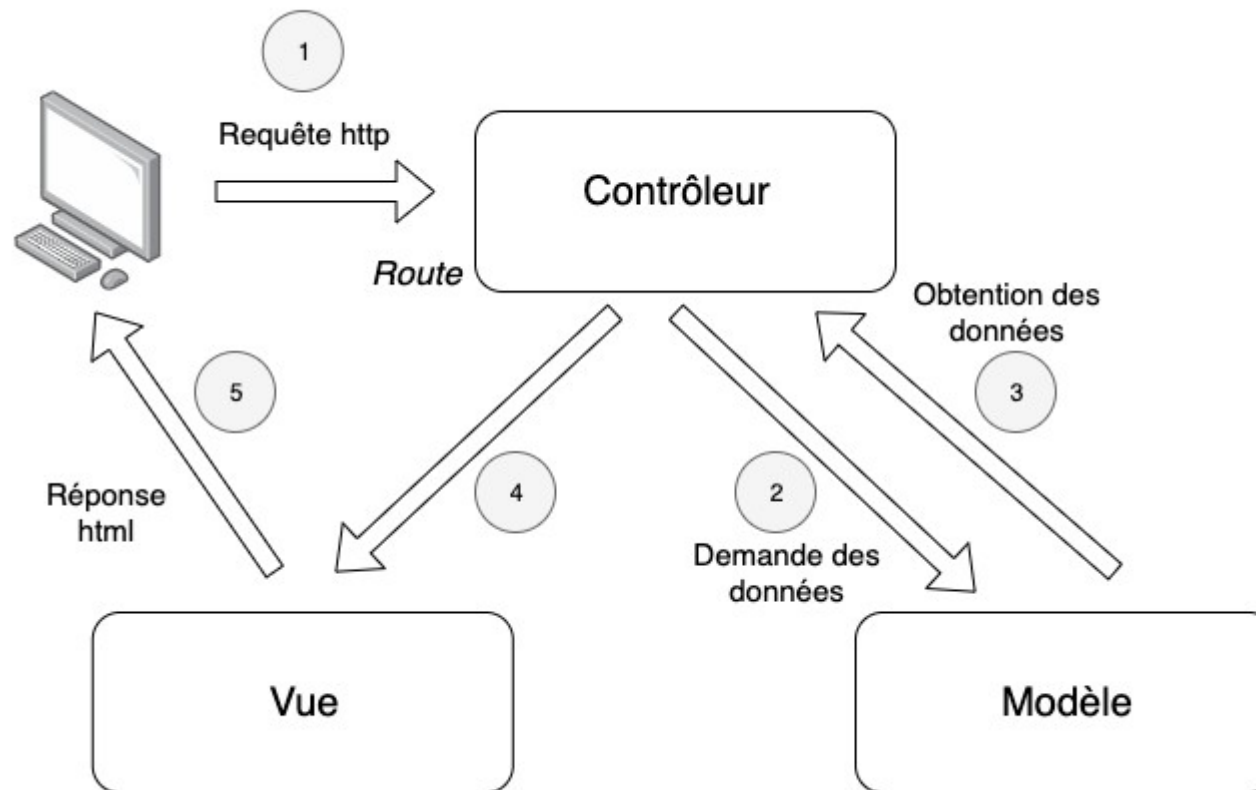 1
Requête http
Contrôleur
Route
Obtention des
données
3
5
4
2
Réponse
html
Demande des
données
Vue
Modèle